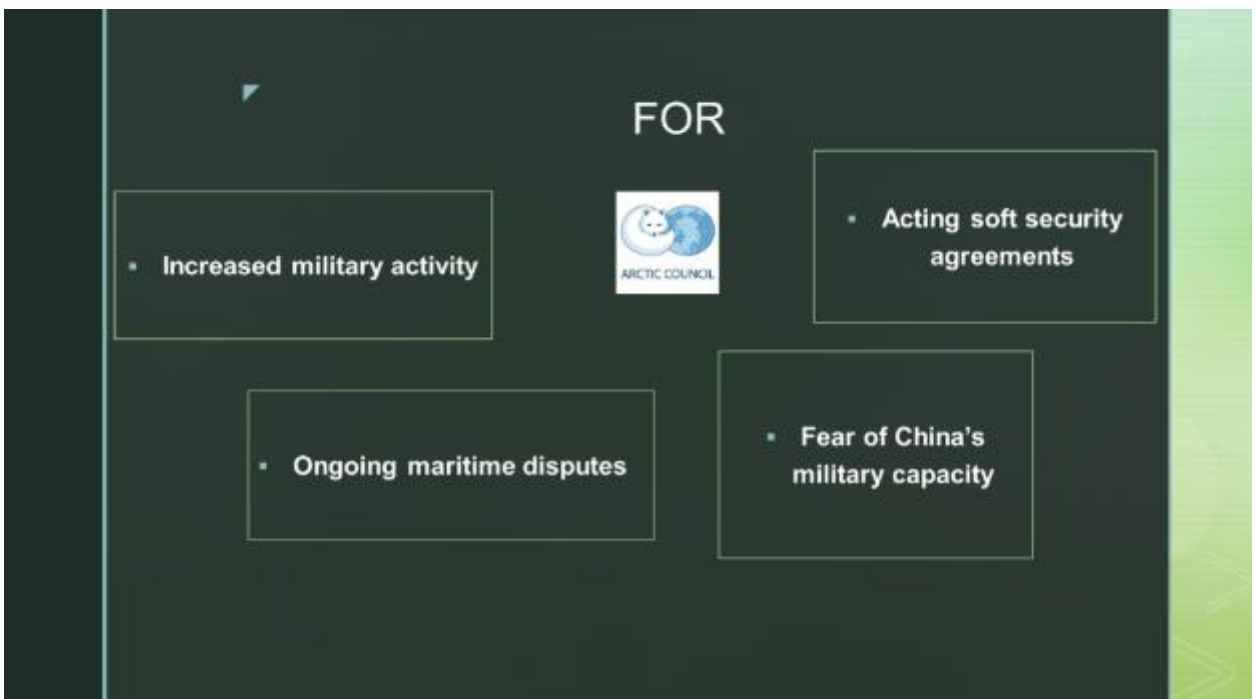 FOR
▪ Increased military activity
ARCTIC COUNCIL
▪ Acting soft security
agreements
▪ Ongoing maritime disputes
▪ Fear of China’s
military capacity